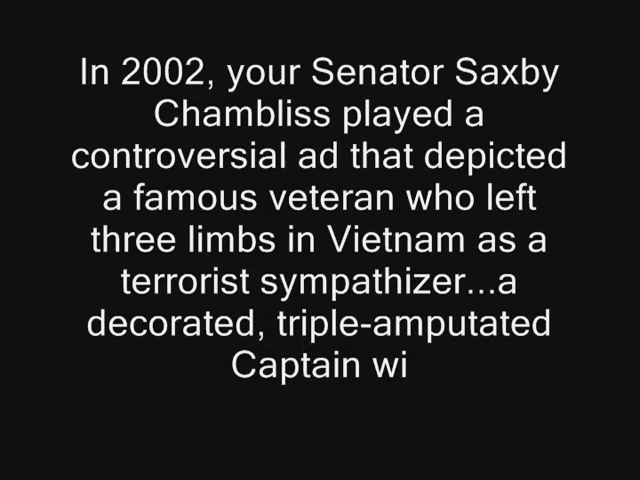 In 2002, your Senator Saxby
Chambliss played a
controversial ad that depicted
a famous veteran who left
three limbs in Vietnam as a
terrorist sympathizer...a
decorated, triple-amputated
Captain wi